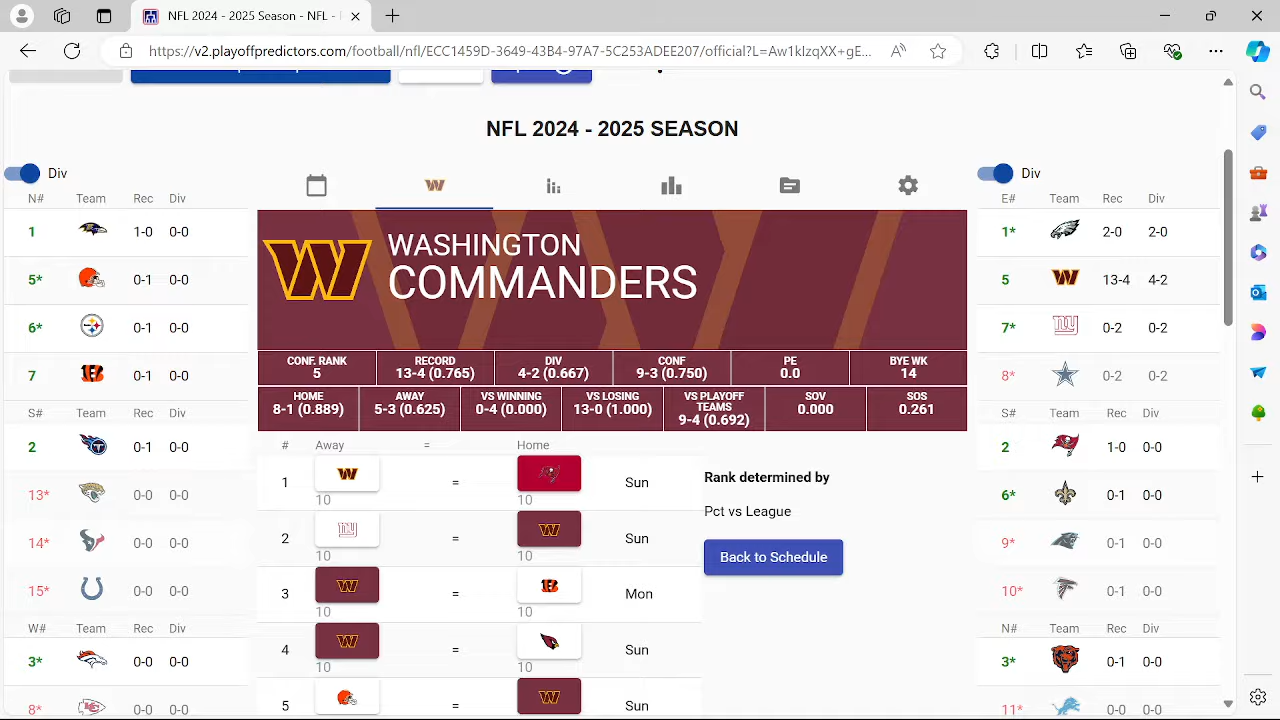 NFL 2024 - 2025 Season -
https://v2.playoffpredictors.com/football/nfl/ECC1459D-3649-43B4-97A7-5C253ADEE207/official?L=Aw1klzqXX+gE...
NFL 2024 - 2025 SEASON
Div
N# Team Rec Div
1 1-0 0-0
5* 0-1 0-0
6* 0-1 0-0
7 0-1 0-0
S# Team Rec Div
2 0-1 0-0
13* 0-0 0-0
14* 0-0 0-0
15* 0-0 0-0
W# Team Rec Div
3* 0-0 0-0
8* 0-0 0-0
W
WASHINGTON
COMMANDERS
CONF. RANK RECORD DIV CONF PE BYE WK
5 13-4 (0.765) 4-2 (0.667) 9-3 (0.750) 0.0 14
HOME AWAY VS WINNING VS LOSING VS PLAYOFF TEAMS SOV SOS
8-1 (0.889) 5-3 (0.625) 0-4 (0.000) 13-0 (1.000) 9-4 (0.692) 0.000 0.261
# Away = Home
1 = Sun
10 10
2 = Sun
10 10
3 = Mon
10 10
4 = Sun
10 10
5 = Sun
Rank determined by
Pct vs League
Back to Schedule
Div
E# Team Rec Div
1* 2-0 2-0
5 13-4 4-2
7* 0-2 0-2
8* 0-2 0-2
S# Team Rec Div
2 1-0 0-0
6* 0-1 0-0
9* 0-1 0-0
10* 0-1 0-0
N# Team Rec Div
3* 0-1 0-0
11* 0-0 0-0